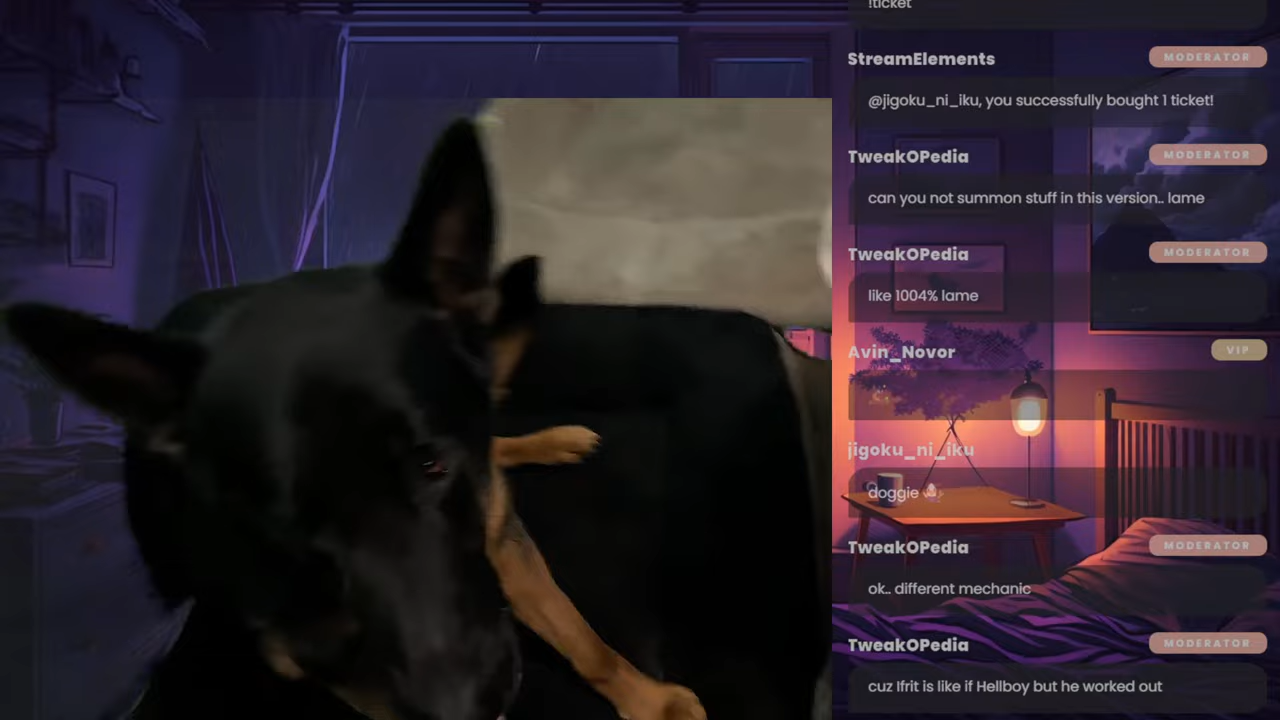 !ticket
StreamElements MODERATOR
@jigoku_ni_iku, you successfully bought 1 ticket!
TweakOPedia MODERATOR
can you not summon stuff in this version.. lame
TweakOPedia MODERATOR
like 1004% lame
Avin_Novor VIP
jigoku_ni_iku
doggie
TweakOPedia MODERATOR
ok.. different mechanic
TweakOPedia MODERATOR
cuz Ifrit is like if Hellboy but he worked out